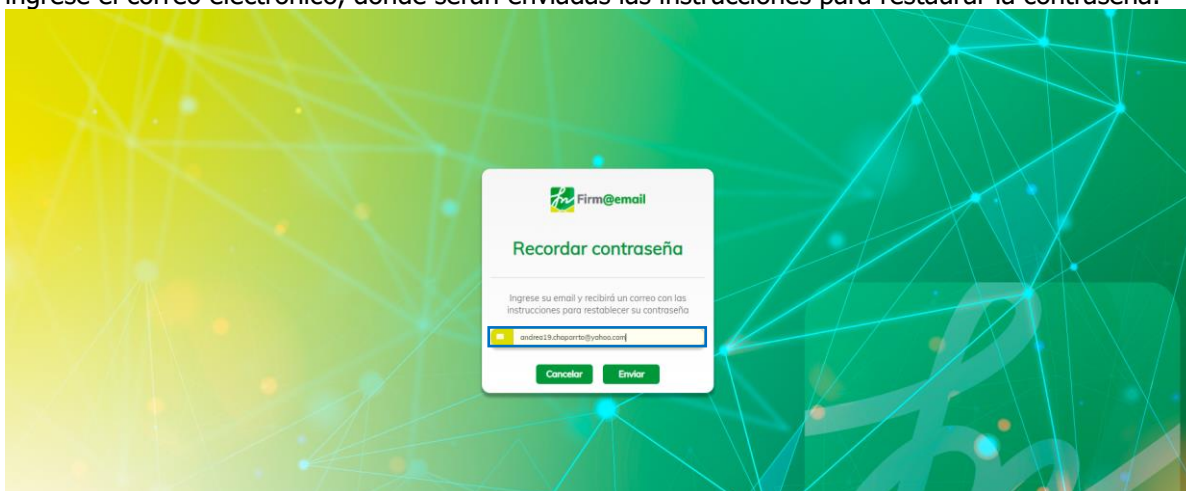 ingrese el correo electrónico, donde serán enviadas las instrucciones para restaurar la contraseña.
Firm@email
Recordar contraseña
Ingrese su email y recibirá un correo con las
instrucciones para restablecer su contraseña
andrea19.chaparrto@yahoo.com
Cancelar Enviar